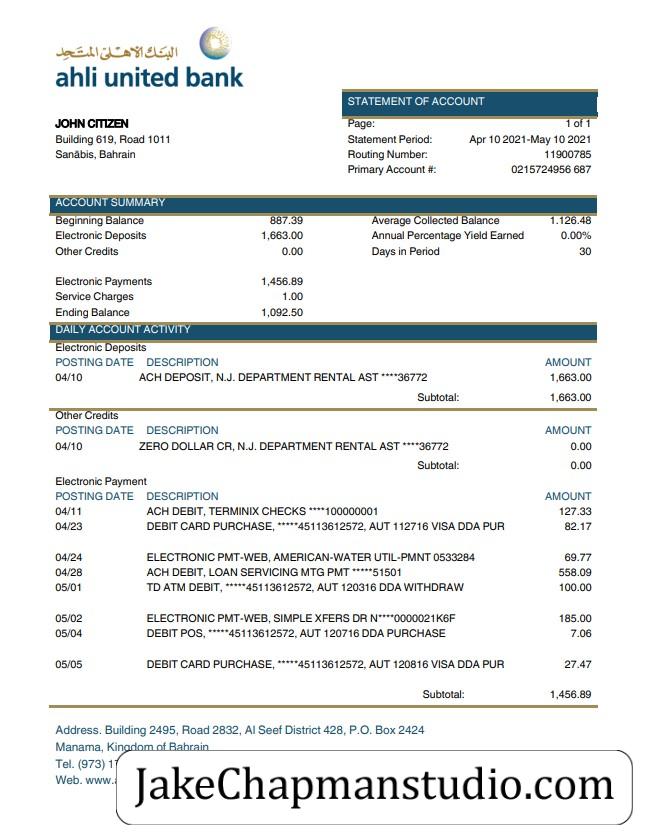 البنك الأهلي المتحد
ahli united bank
STATEMENT OF ACCOUNT
JOHN CITIZEN
Building 619, Road 1011
Sanābis, Bahrain
Page: 1 of 1
Statement Period: Apr 10 2021-May 10 2021
Routing Number: 11900785
Primary Account #: 0215724956 687
ACCOUNT SUMMARY
Beginning Balance 887.39 Average Collected Balance 1.126.48
Electronic Deposits 1,663.00 Annual Percentage Yield Earned 0.00%
Other Credits 0.00 Days in Period 30
Electronic Payments 1,456.89
Service Charges 1.00
Ending Balance 1,092.50
DAILY ACCOUNT ACTIVITY
Electronic Deposits
POSTING DATE DESCRIPTION AMOUNT
04/10 ACH DEPOSIT, N.J. DEPARTMENT RENTAL AST ****36772 1,663.00
Subtotal: 1,663.00
Other Credits
POSTING DATE DESCRIPTION AMOUNT
04/10 ZERO DOLLAR CR, N.J. DEPARTMENT RENTAL AST ****36772 0.00
Subtotal: 0.00
Electronic Payment
POSTING DATE DESCRIPTION AMOUNT
04/11 ACH DEBIT, TERMINIX CHECKS ****100000001 127.33
04/23 DEBIT CARD PURCHASE, *****45113612572, AUT 112716 VISA DDA PUR 82.17
04/24 ELECTRONIC PMT-WEB, AMERICAN-WATER UTIL-PMNT 0533284 69.77
04/28 ACH DEBIT, LOAN SERVICING MTG PMT *****51501 558.09
05/01 TD ATM DEBIT, *****45113612572, AUT 120316 DDA WITHDRAW 100.00
05/02 ELECTRONIC PMT-WEB, SIMPLE XFERS DR N****0000021K6F 185.00
05/04 DEBIT POS, *****45113612572, AUT 120716 DDA PURCHASE 7.06
05/05 DEBIT CARD PURCHASE, *****45113612572, AUT 120816 VISA DDA PUR 27.47
Subtotal: 1,456.89
Address. Building 2495, Road 2832, Al Seef District 428, P.O. Box 2424
Manama, Kingdom of Bahrain
Tel. (973)
Web.
JakeChapmanstudio.com